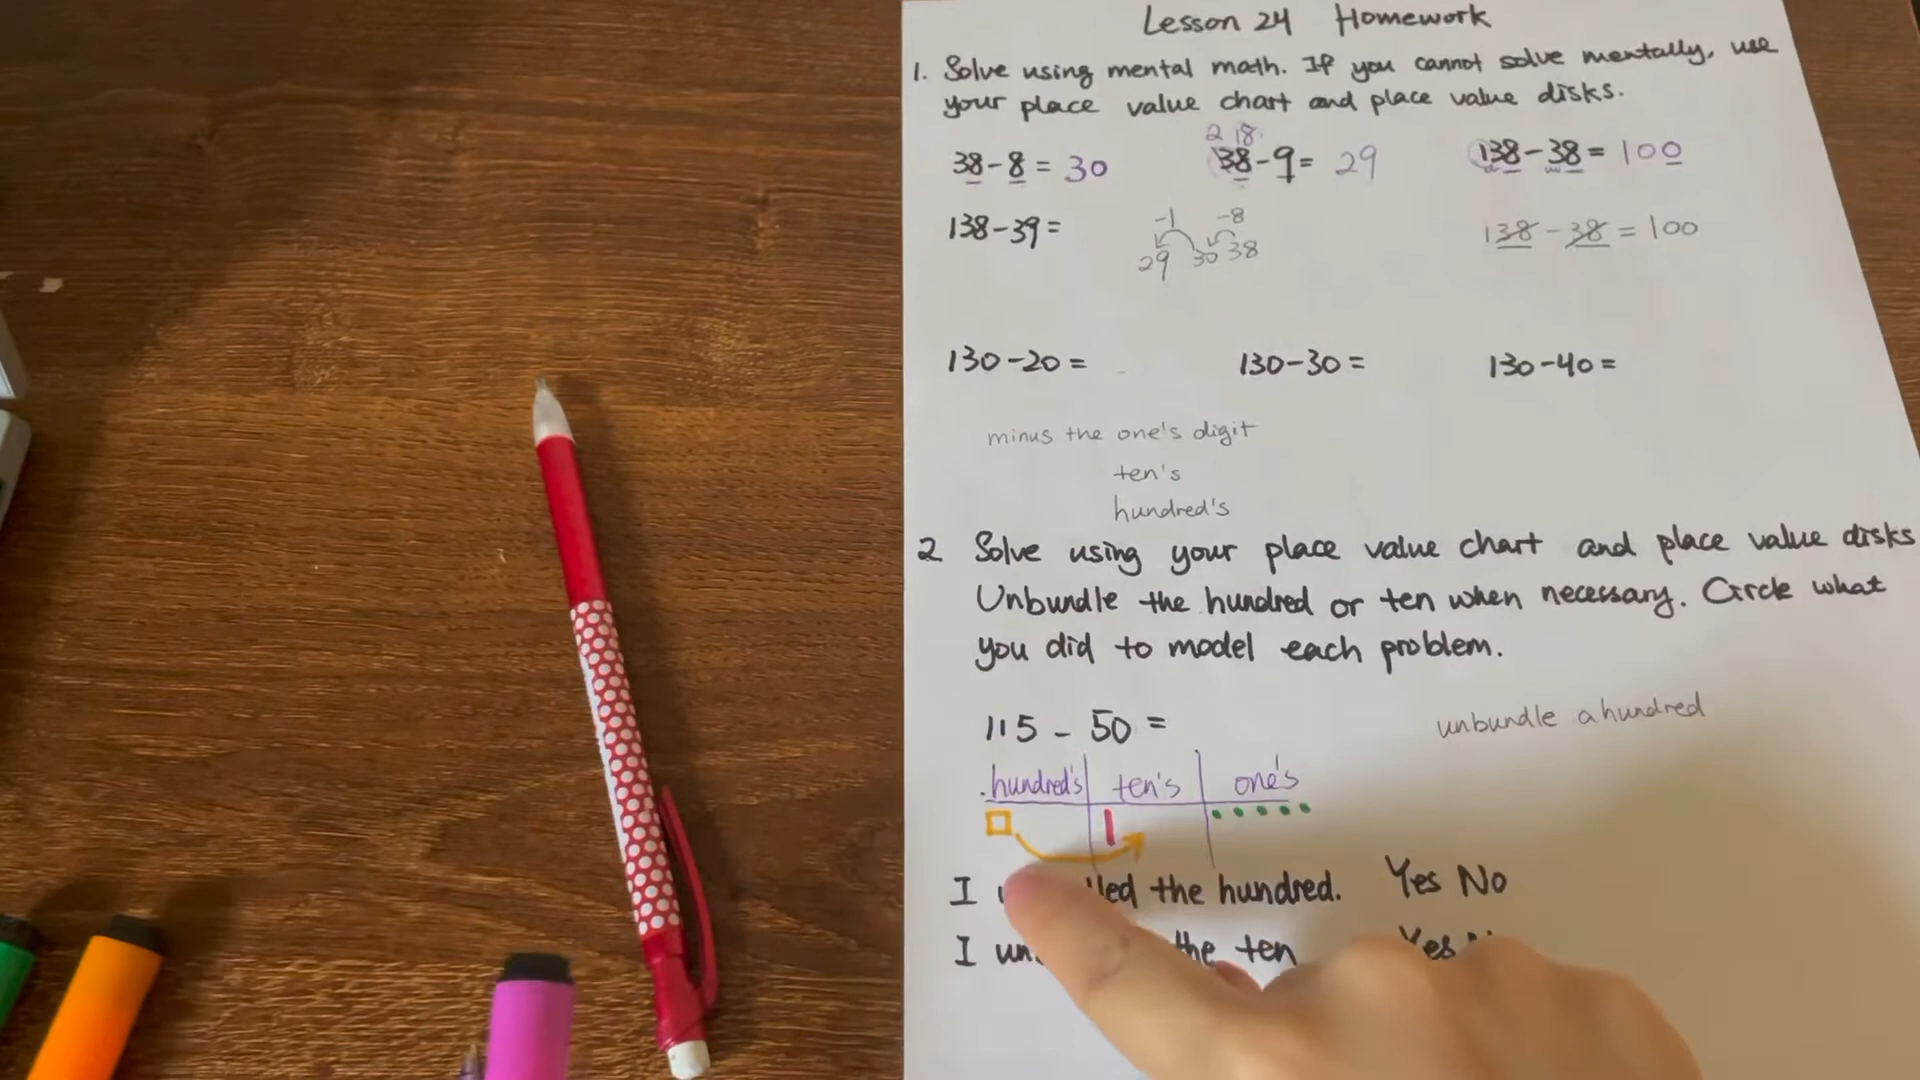 Lesson 24 Homework
1. Solve using mental math. If you cannot solve mentally, use
your place value chart and place value disks.
2 18
38-8 = 30 38-9= 29 138-38= 100
138-39=
-1 -8
29 30 38
138-38=100
130-20= 130-30= 130-40=
minus the one's digit
ten's
hundred's
2 Solve using your place value chart and place value disks
Unbundle the hundred or ten when necessary. Circle what
you did to model each problem.
115 - 50 =
unbundle a hundred
hundred's ten's one's
I the hundred. Yes No
I the ten Yes